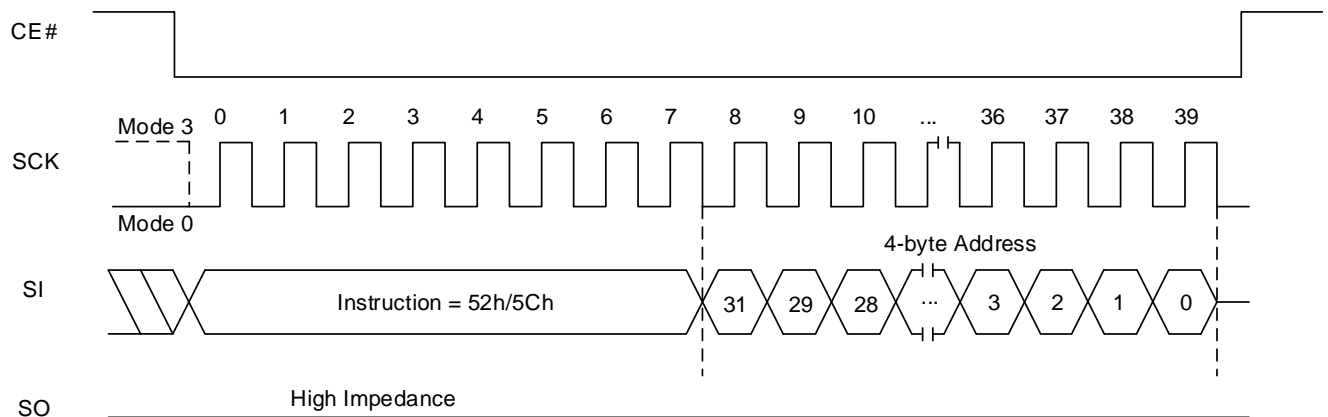 CE#
0 1 2 3 4 5 6 7 8 9 10 ... 36 37 38 39
Mode 3
SCK
Mode 0
4-byte Address
SI
Instruction = 52h/5Ch 31 29 28 ... 3 2 1 0
High Impedance
SO